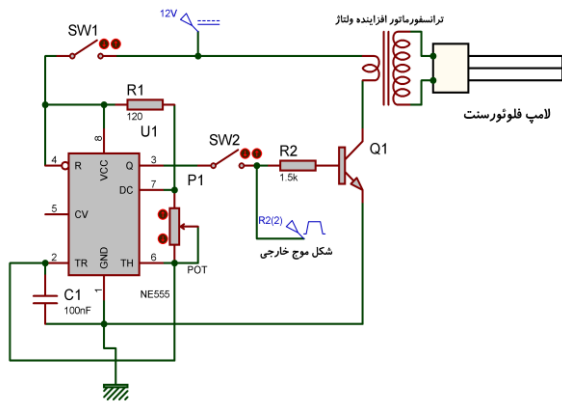 ترانسفورماتور افزاینده ولتاژ
12V
SW1
R1
120
U1
لامپ فلوئورسنت
SW2
R2
1.5k
Q1
8
VCC
4
R
Q
3
P1
DC
7
5
CV
R2(2)
شکل موج خارجی
GND
2
TR
TH
6
POT
1
NE555
C1
100nF